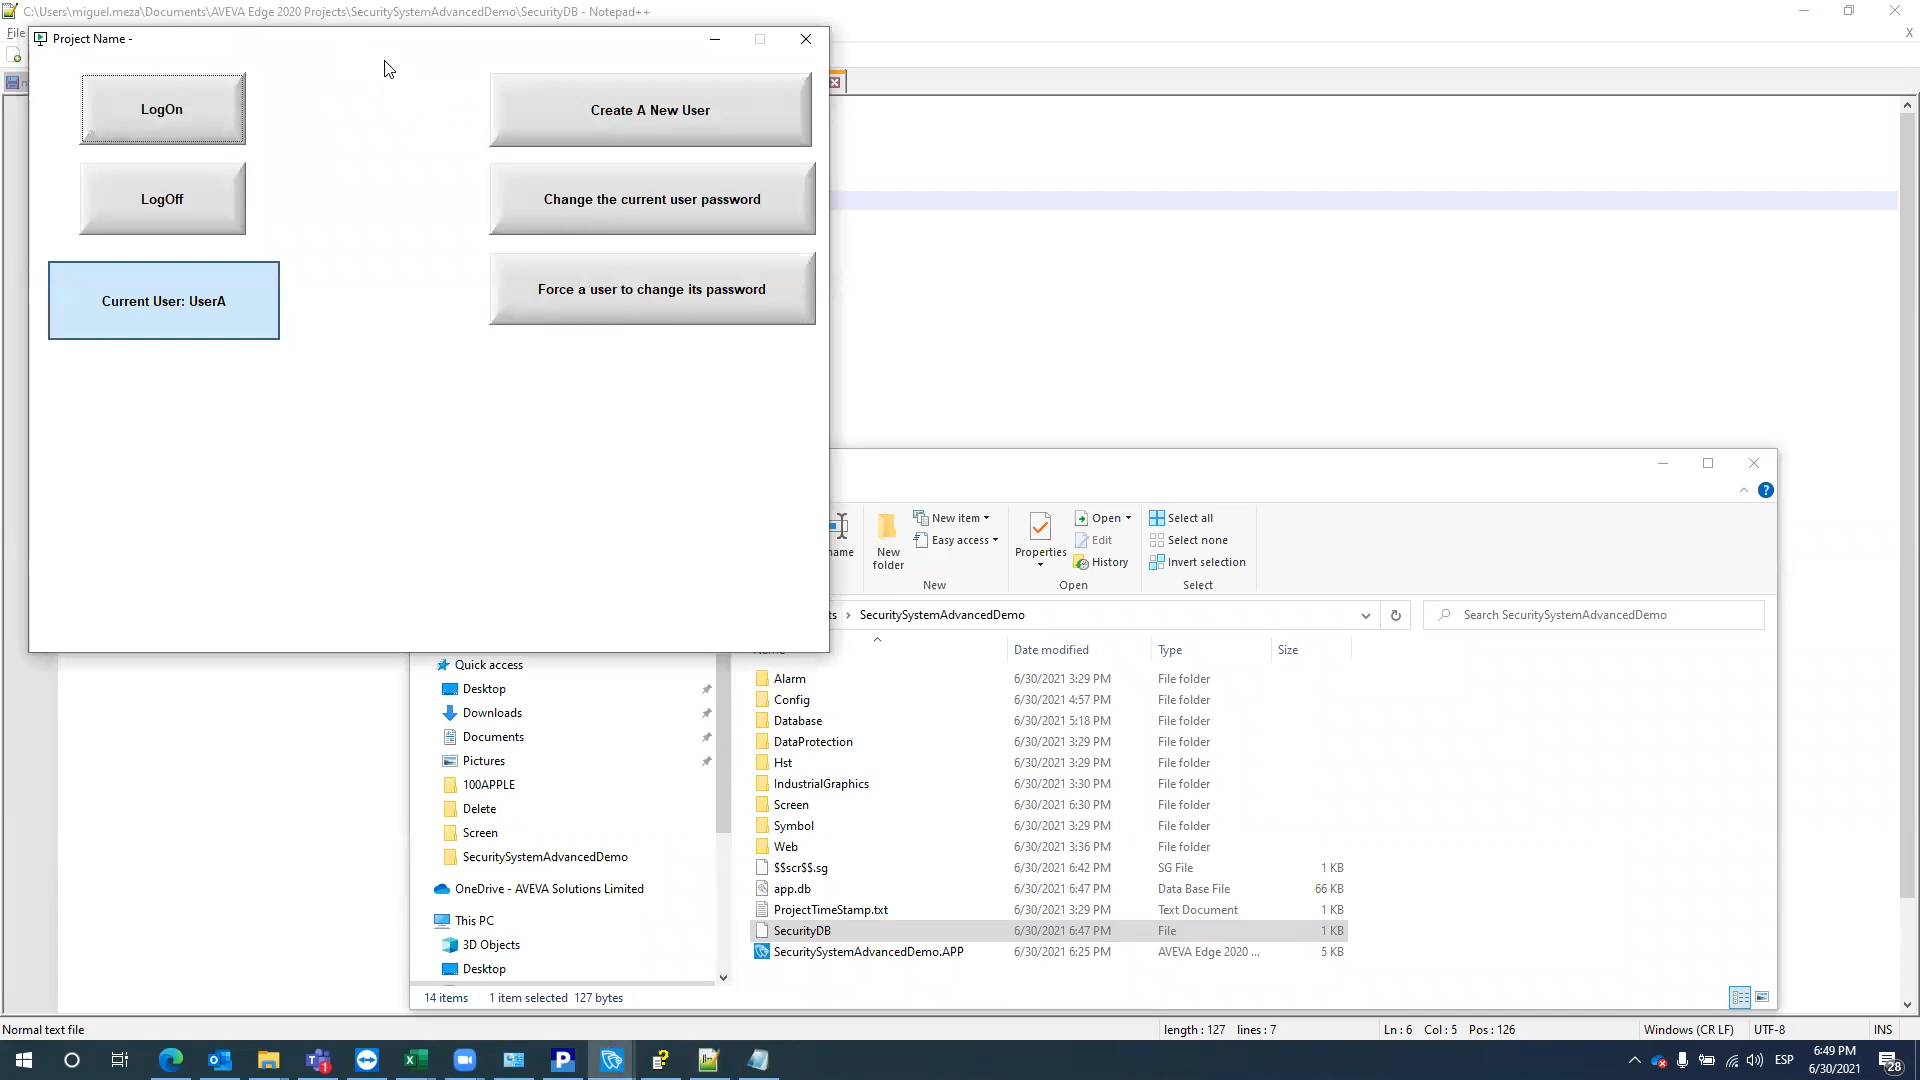 C:\Users\miguel.meza\Documents\AVEVA Edge 2020 Projects\SecuritySystemAdvancedDemo\SecurityDB - Notepad++
File
X
Project Name -
LogOn
LogOff
Current User: UserA
Create A New User
Change the current user password
Force a user to change its password
name
New folder
New item
Easy access
New
Properties
Open
Edit
History
Open
Select all
Select none
Invert selection
Select
ts > SecuritySystemAdvancedDemo
Search SecuritySystemAdvancedDemo
Name Date modified Type Size
Quick access
Desktop
Downloads
Documents
Pictures
100APPLE
Delete
Screen
SecuritySystemAdvancedDemo
OneDrive - AVEVA Solutions Limited
This PC
3D Objects
Desktop
Alarm 6/30/2021 3:29 PM File folder
Config 6/30/2021 4:57 PM File folder
Database 6/30/2021 5:18 PM File folder
DataProtection 6/30/2021 3:29 PM File folder
Hst 6/30/2021 3:29 PM File folder
IndustrialGraphics 6/30/2021 3:30 PM File folder
Screen 6/30/2021 6:30 PM File folder
Symbol 6/30/2021 3:29 PM File folder
Web 6/30/2021 3:36 PM File folder
$$scr$$.sg 6/30/2021 6:42 PM SG File 1 KB
app.db 6/30/2021 6:47 PM Data Base File 66 KB
ProjectTimeStamp.txt 6/30/2021 3:29 PM Text Document 1 KB
SecurityDB 6/30/2021 6:47 PM File 1 KB
SecuritySystemAdvancedDemo.APP 6/30/2021 6:25 PM AVEVA Edge 2020 ... 5 KB
14 items 1 item selected 127 bytes
Normal text file length : 127 lines : 7 Ln : 6 Col : 5 Pos : 126 Windows (CR LF) UTF-8 INS
ESP
6:49 PM
6/30/2021
28